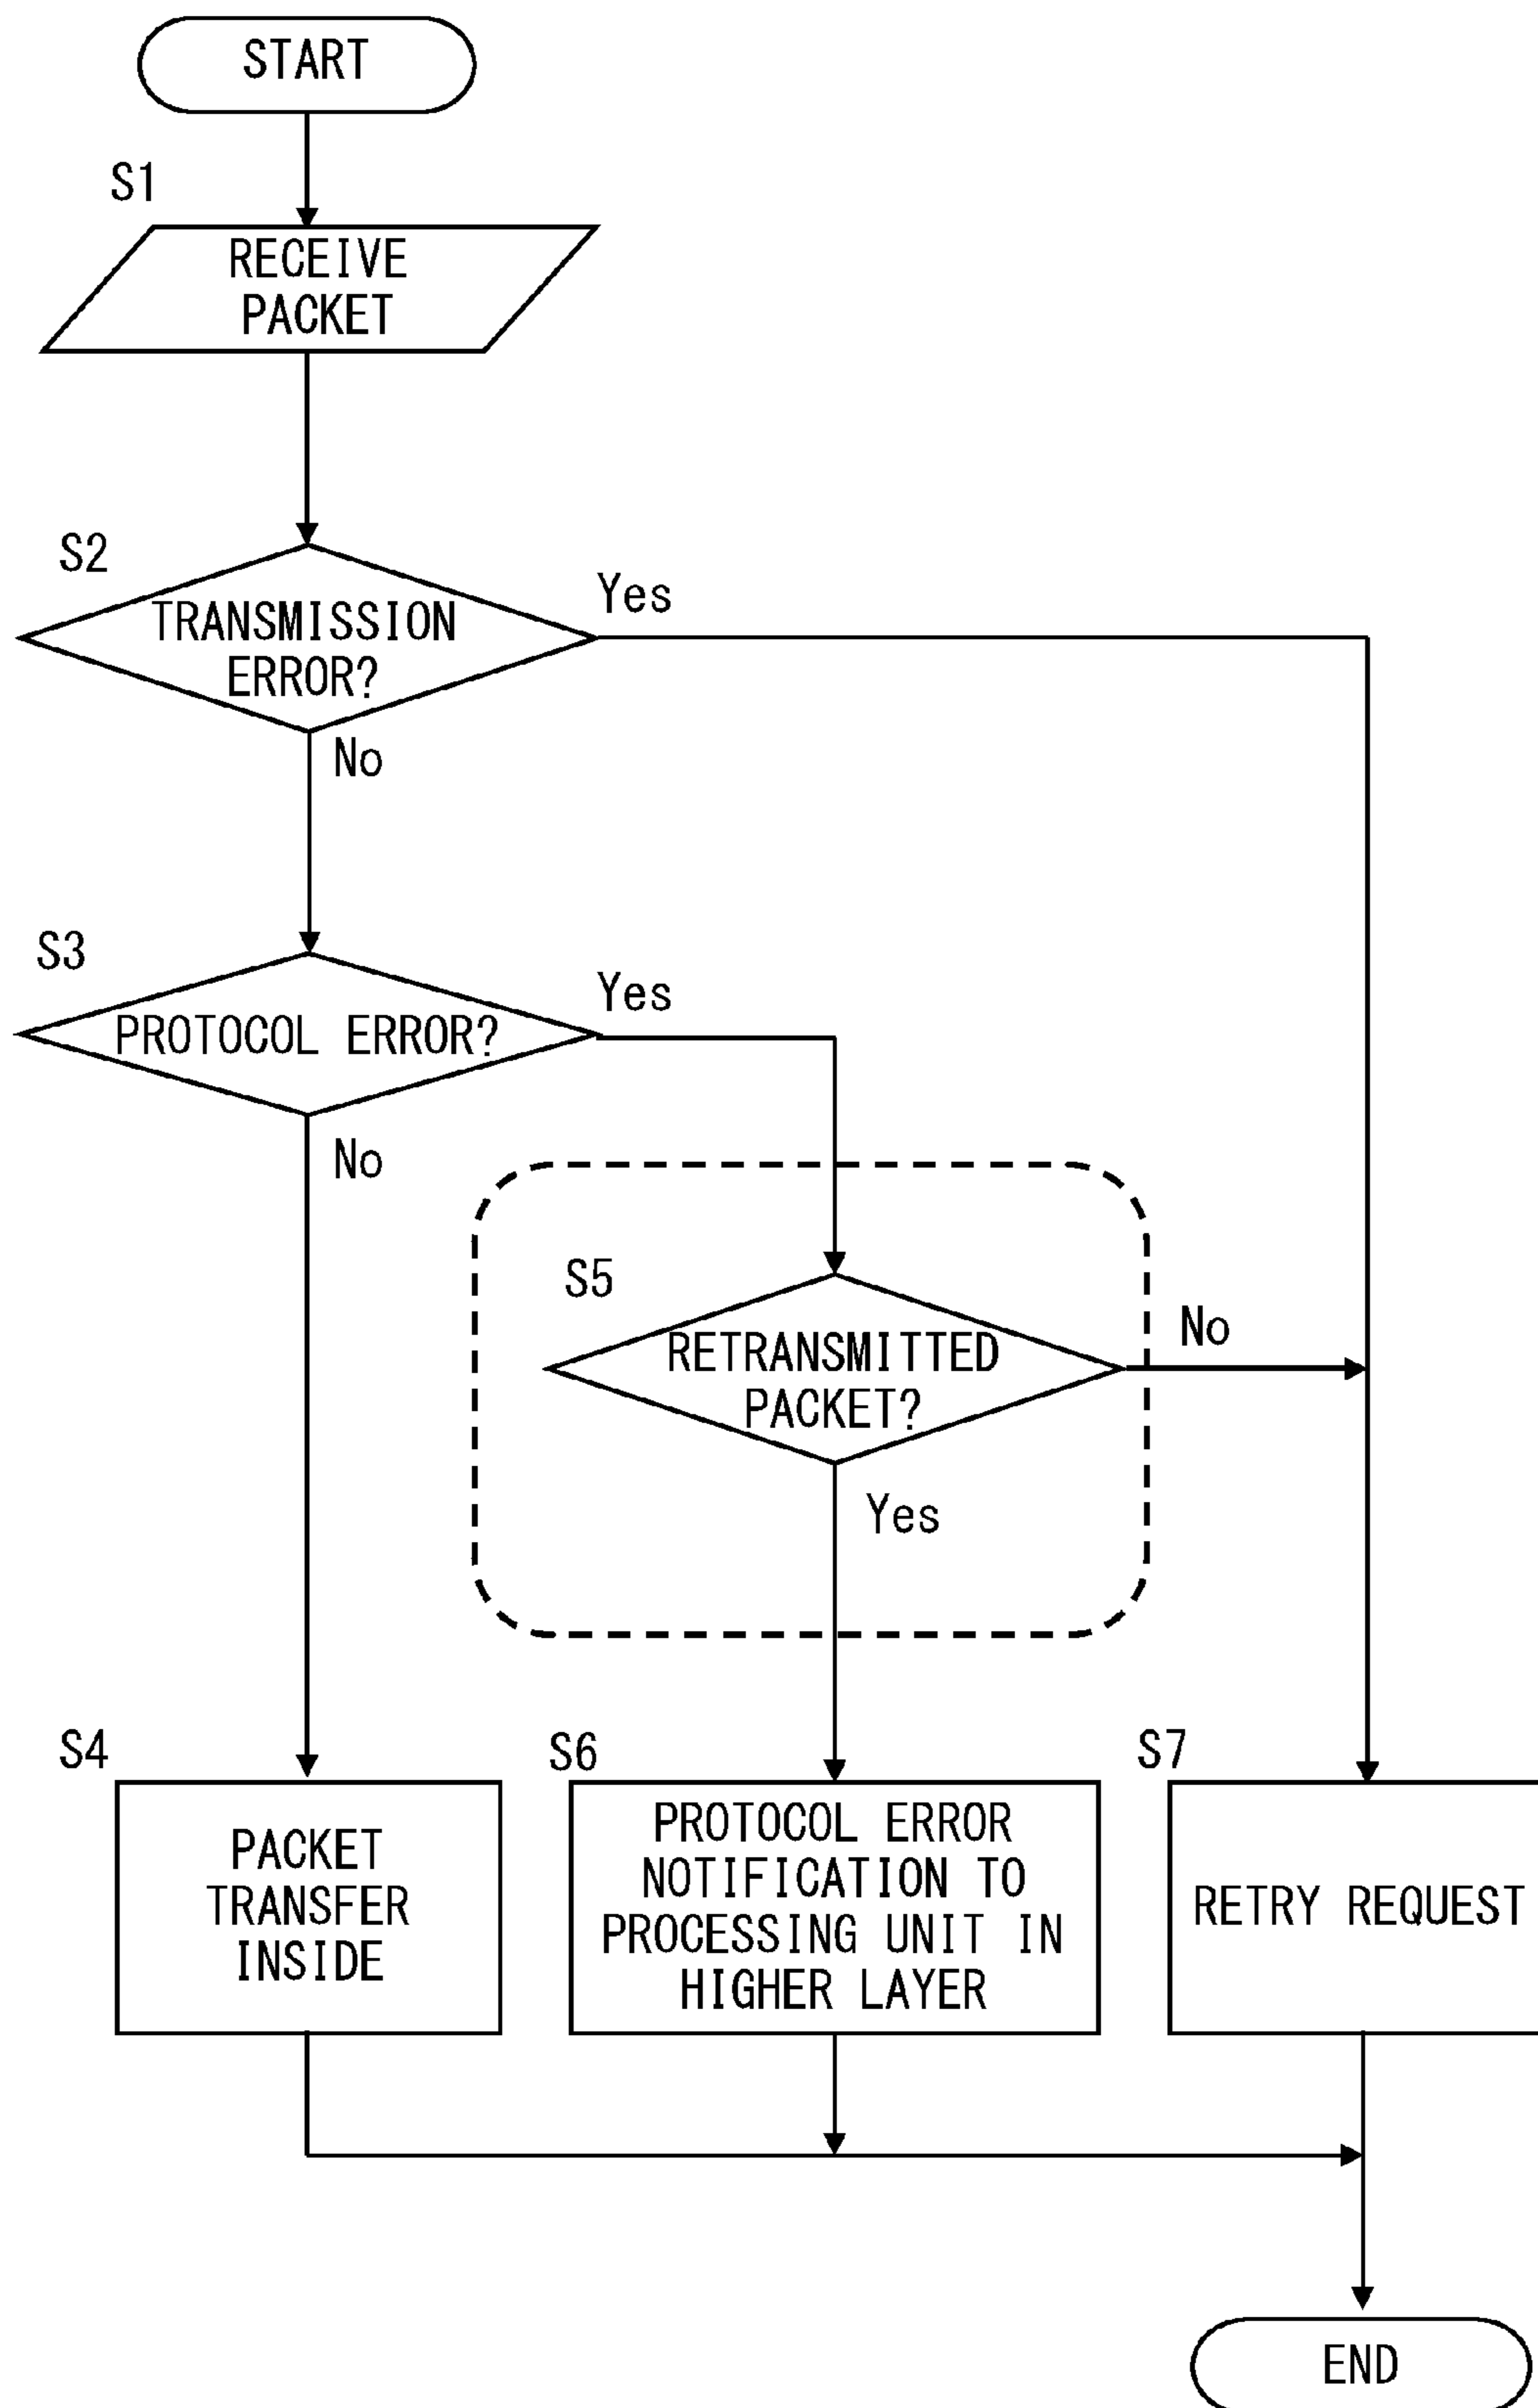 START
S1
RECEIVE
PACKET
S2
TRANSMISSION
ERROR?
Yes
No
S3
PROTOCOL ERROR?
Yes
No
S5
RETRANSMITTED
PACKET?
No
Yes
S4
PACKET
TRANSFER
INSIDE
S6
PROTOCOL ERROR
NOTIFICATION TO
PROCESSING UNIT IN
HIGHER LAYER
S7
RETRY REQUEST
END